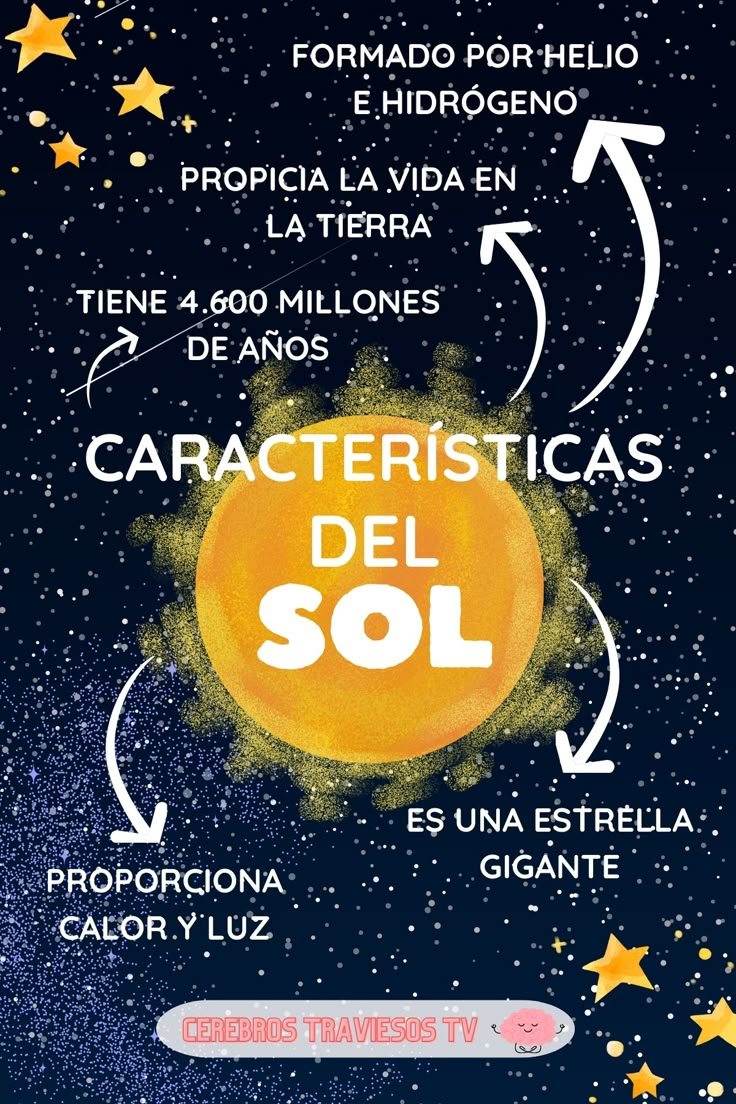 FORMADO POR HELIO
E HIDRÓGENO
PROPICIA LA VIDA EN
LA TIERRA
TIENE 4.600 MILLONES
DE AÑOS
CARACTERÍSTICAS
DEL
SOL
ES UNA ESTRELLA
GIGANTE
PROPORCIONA
CALOR Y LUZ
CEREBROS TRAVIESOS TV